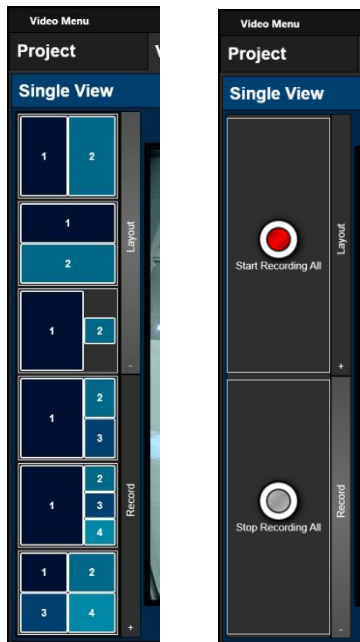 Video Menu
Project
Single View
1 2
1
2
1 2
1 2
3
1 2
3
4
1 2
3 4
Layout
-
Record
+
Video Menu
Project
Single View
Start Recording All
Stop Recording All
Layout
+
Record
-